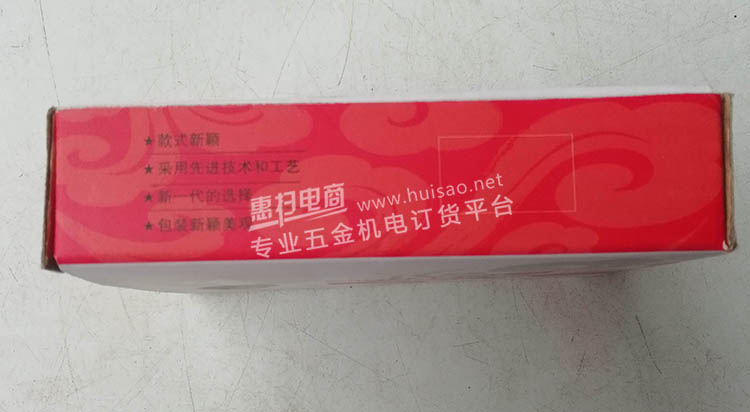 ★款式新颖
★采用先进技术和工艺
★新一代的选择
★包装新颖美观
惠扫电商
www.huisao.net
专业五金机电订货平台